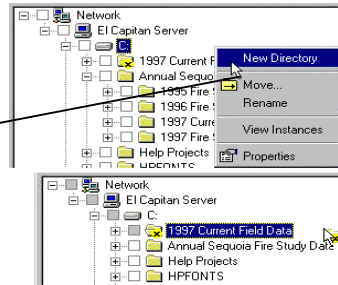 Network
El Capitan Server
C:
1997 Current F
Annual Sequo
1995 Fire
1996 Fire
1997 Curre
1997 Fire
Help Projects
HPFONTS
New Directory
Move...
Rename
View Instances
Properties
Network
El Capitan Server
C:
1997 Current Field Data
Annual Sequoia Fire Study Data
Help Projects
HPFONTS